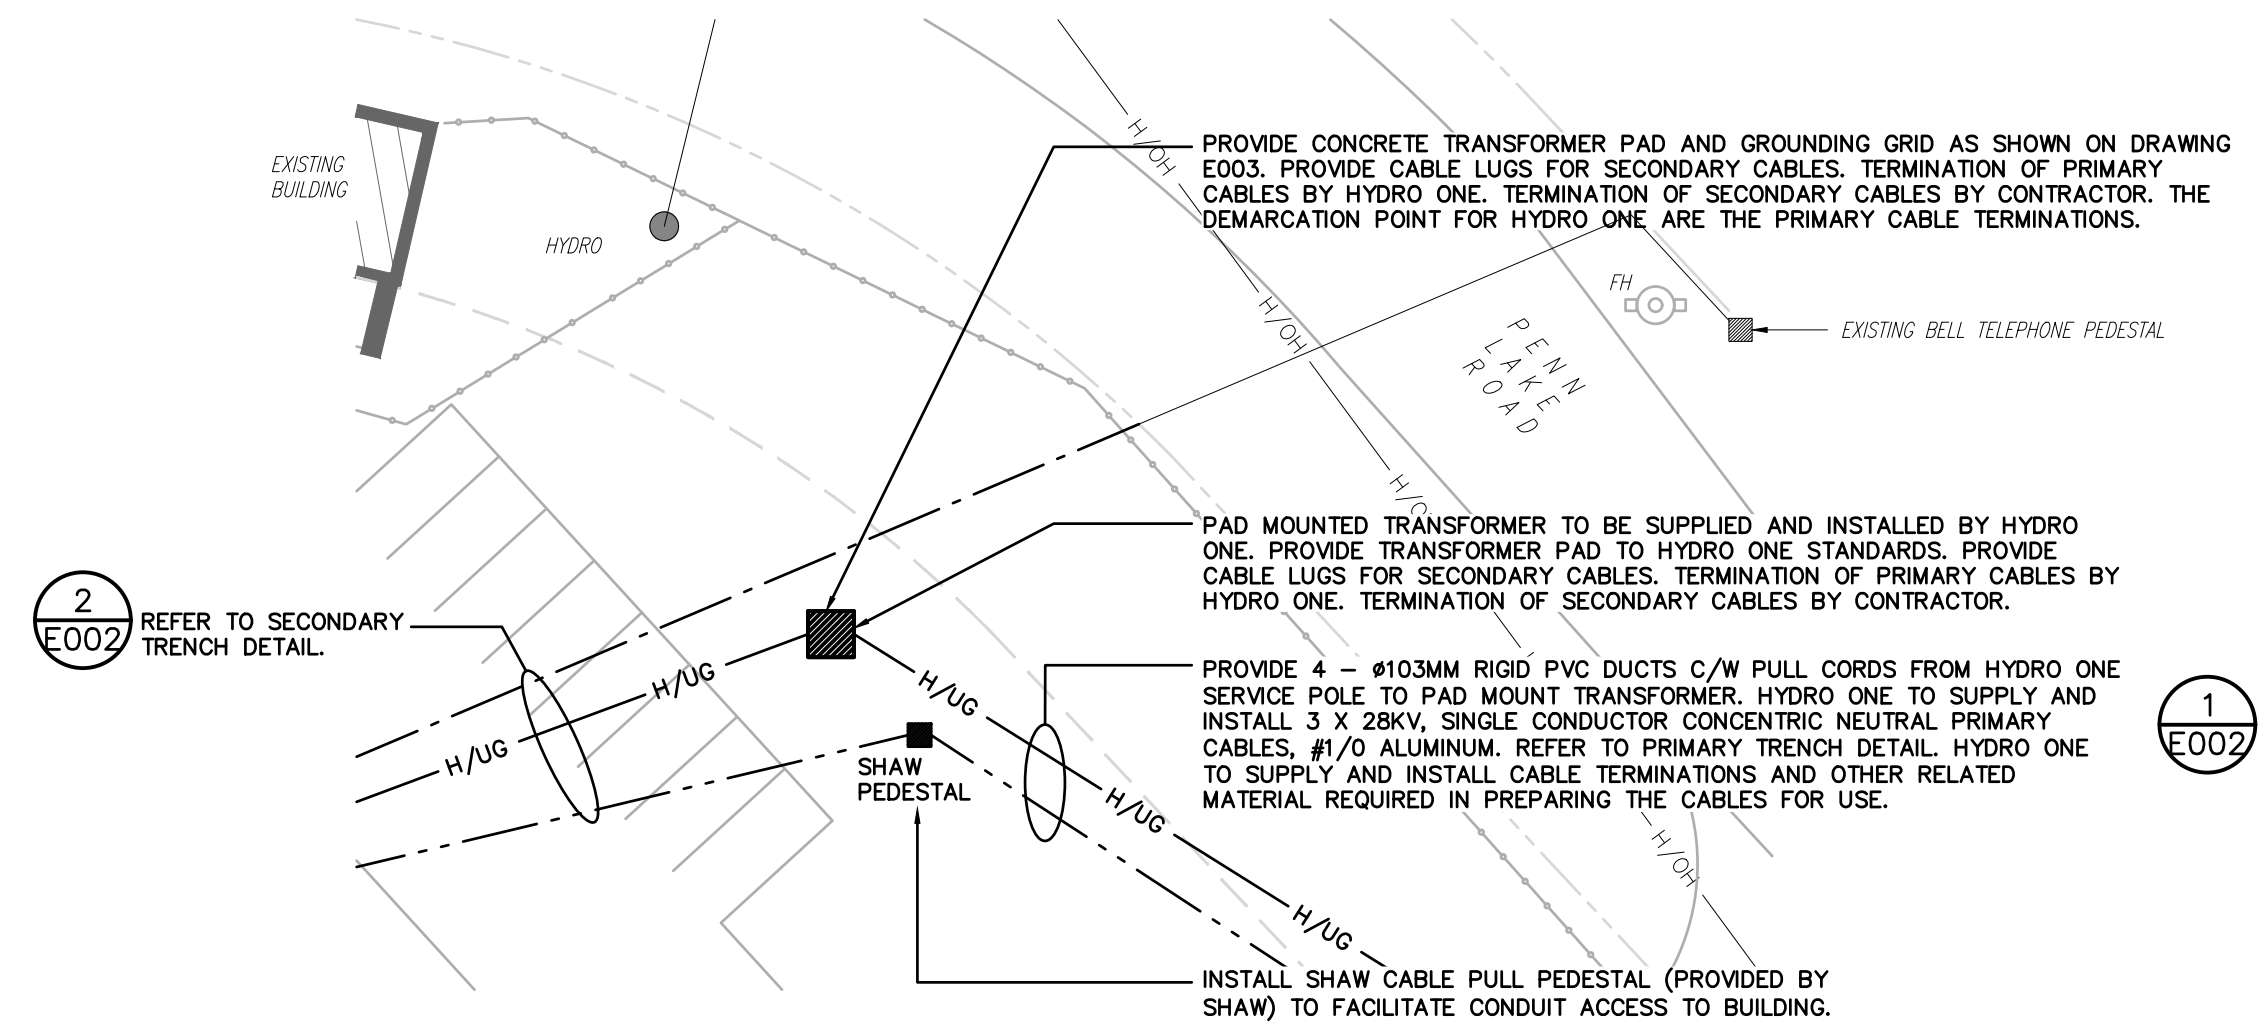 EXISTING
BUILDING
HYDRO
H/OH
PROVIDE CONCRETE TRANSFORMER PAD AND GROUNDING GRID AS SHOWN ON DRAWING
E003. PROVIDE CABLE LUGS FOR SECONDARY CABLES. TERMINATION OF PRIMARY
CABLES BY HYDRO ONE. TERMINATION OF SECONDARY CABLES BY CONTRACTOR. THE
DEMARCATION POINT FOR HYDRO ONE ARE THE PRIMARY CABLE TERMINATIONS.
H/OH
FH
EXISTING BELL TELEPHONE PEDESTAL
PENN
LAKE
ROAD
PAD MOUNTED TRANSFORMER TO BE SUPPLIED AND INSTALLED BY HYDRO
ONE. PROVIDE TRANSFORMER PAD TO HYDRO ONE STANDARDS. PROVIDE
CABLE LUGS FOR SECONDARY CABLES. TERMINATION OF PRIMARY CABLES BY
HYDRO ONE. TERMINATION OF SECONDARY CABLES BY CONTRACTOR.
2
E002
REFER TO SECONDARY
TRENCH DETAIL.
H/UG
H/UG
H/UG
PROVIDE 4 – ø103MM RIGID PVC DUCTS C/W PULL CORDS FROM HYDRO ONE
SERVICE POLE TO PAD MOUNT TRANSFORMER. HYDRO ONE TO SUPPLY AND
INSTALL 3 X 28KV, SINGLE CONDUCTOR CONCENTRIC NEUTRAL PRIMARY
CABLES, #1/0 ALUMINUM. REFER TO PRIMARY TRENCH DETAIL. HYDRO ONE
TO SUPPLY AND INSTALL CABLE TERMINATIONS AND OTHER RELATED
MATERIAL REQUIRED IN PREPARING THE CABLES FOR USE.
1
E002
SHAW
PEDESTAL
H/UG
H/OH
H/UG
INSTALL SHAW CABLE PULL PEDESTAL (PROVIDED BY
SHAW) TO FACILITATE CONDUIT ACCESS TO BUILDING.